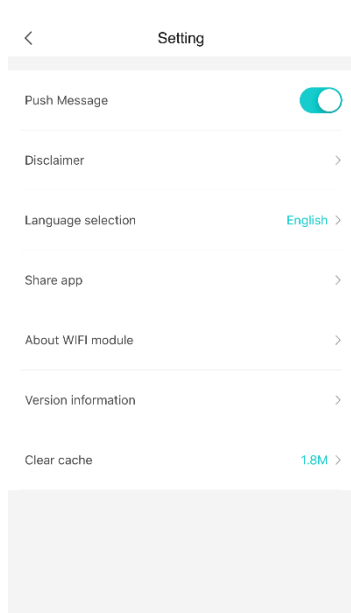 Setting
Push Message
Disclaimer
Language selection English
Share app
About WIFI module
Version information
Clear cache 1.8M